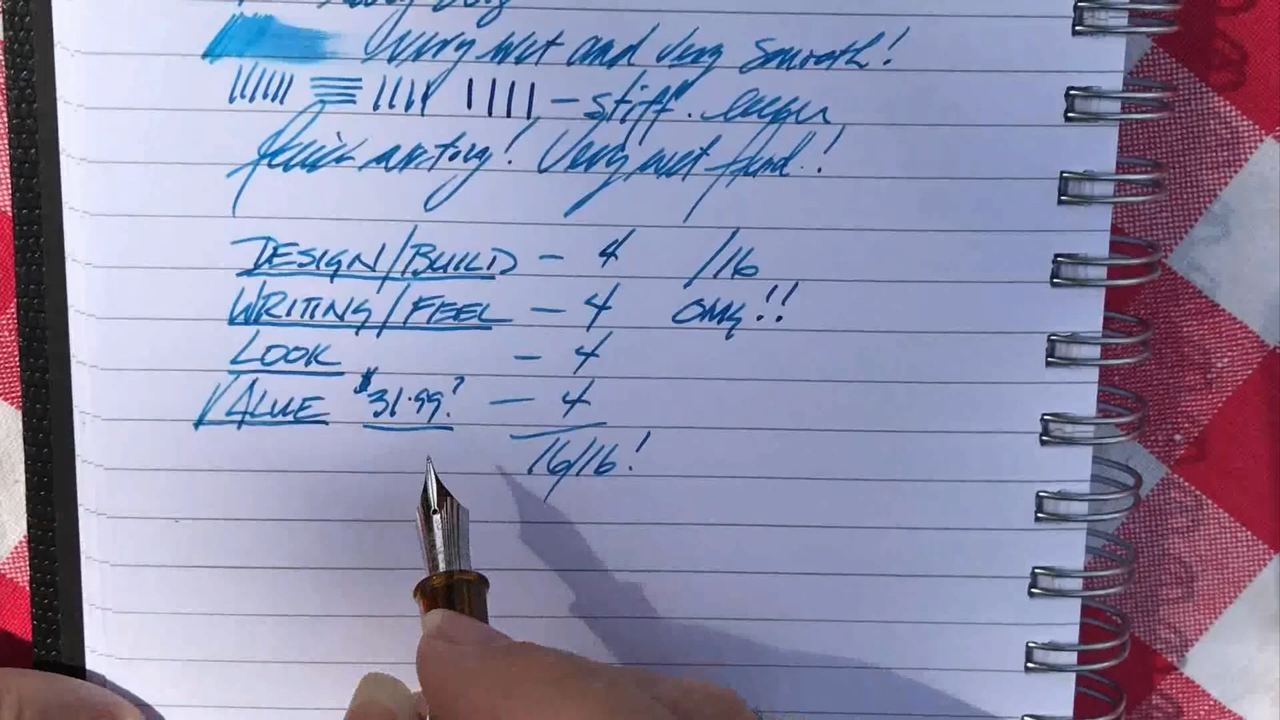 Very wet and very smooth!
– stiff.
Quick writing! Very wet
DESIGN/BUILD – 4 /16
WRITING/FEEL – 4 OMG!!
LOOK – 4
VALUE $31.99? – 4
16/16!